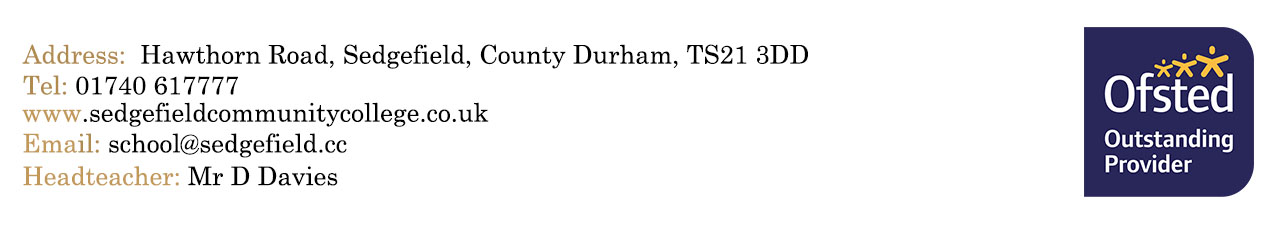 Address: Hawthorn Road, Sedgefield, County Durham, TS21 3DD
Tel: 01740 617777
www.sedgefieldcommunitycollege.co.uk
Email: school@sedgefield.cc
Headteacher: Mr D Davies
Ofsted
Outstanding
Provider